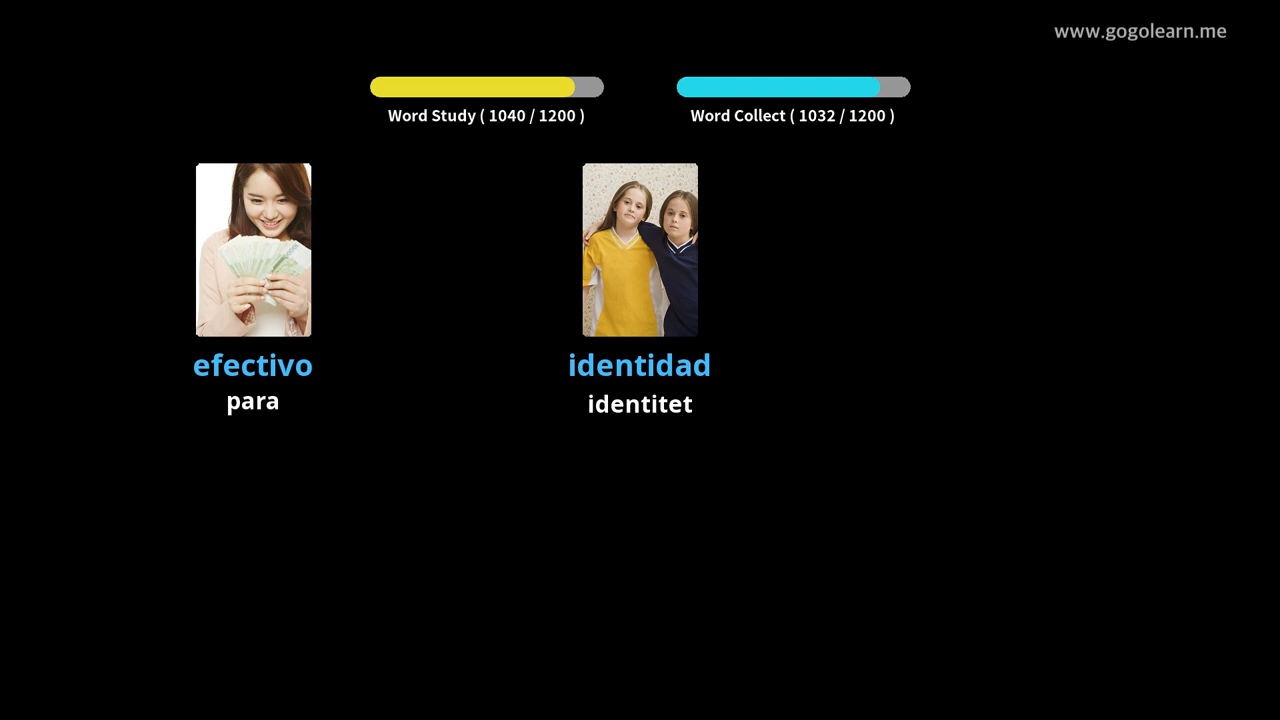 www.gogolearn.me
Word Study ( 1040 / 1200 )
Word Collect ( 1032 / 1200 )
efectivo
para
identidad
identitet